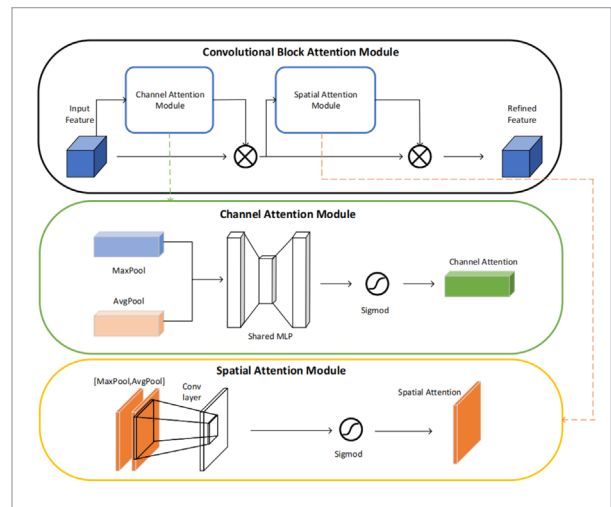 Convolutional Block Attention Module
Input
Feature
Channel Attention
Module
Spatial Attention
Module
Refined
Feature
Channel Attention Module
MaxPool
AvgPool
Shared MLP
Sigmod
Channel Attention
Spatial Attention Module
[MaxPool,AvgPool]
Conv
layer
Sigmod
Spatial Attention